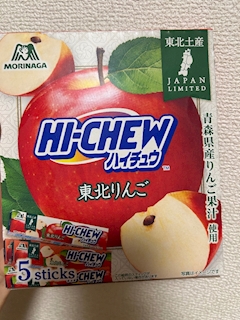 MORINAGA
東北土産
JAPAN
LIMITED
HI-CHEW
ハイチュウ
TM
東北りんご
青森県産りんご果汁使用
HI-CHEW
5 sticks
HI-CHEW